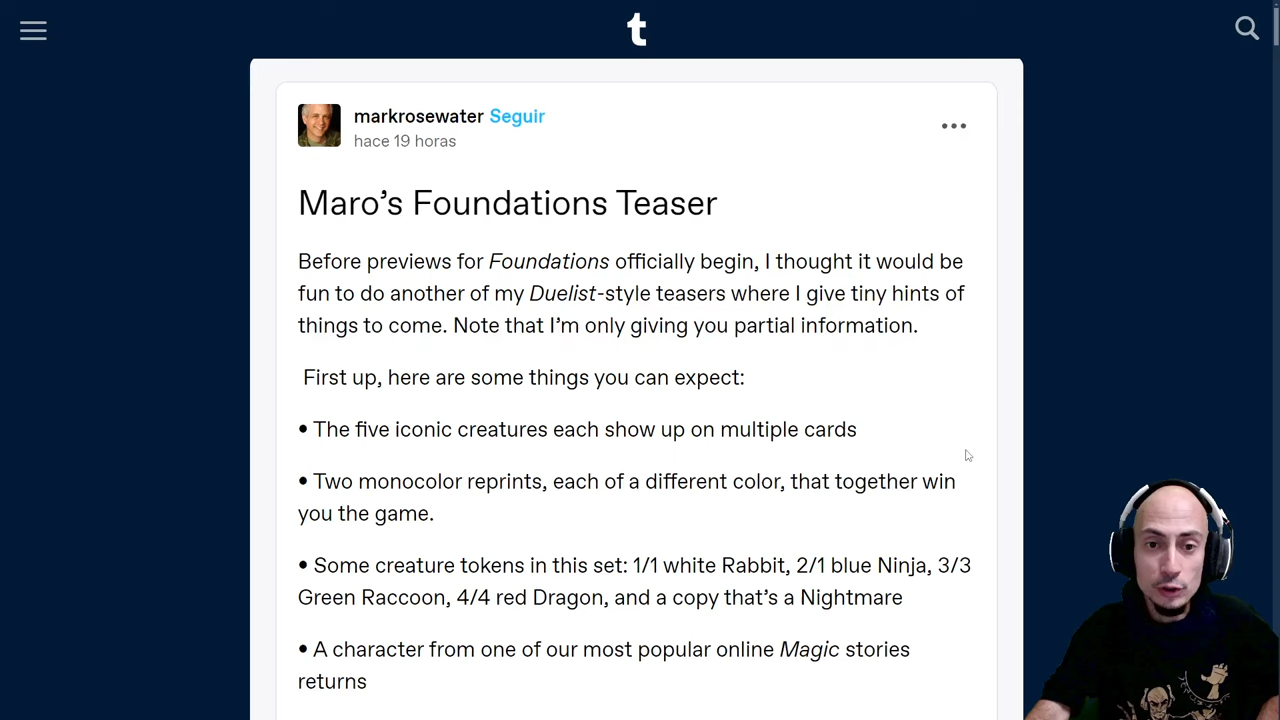 t
markrosewater Seguir
hace 19 horas
Maro’s Foundations Teaser
Before previews for Foundations officially begin, I thought it would be
fun to do another of my Duelist-style teasers where I give tiny hints of
things to come. Note that I’m only giving you partial information.
First up, here are some things you can expect:
• The five iconic creatures each show up on multiple cards
• Two monocolor reprints, each of a different color, that together win
you the game.
• Some creature tokens in this set: 1/1 white Rabbit, 2/1 blue Ninja, 3/3
Green Raccoon, 4/4 red Dragon, and a copy that’s a Nightmare
• A character from one of our most popular online Magic stories
returns